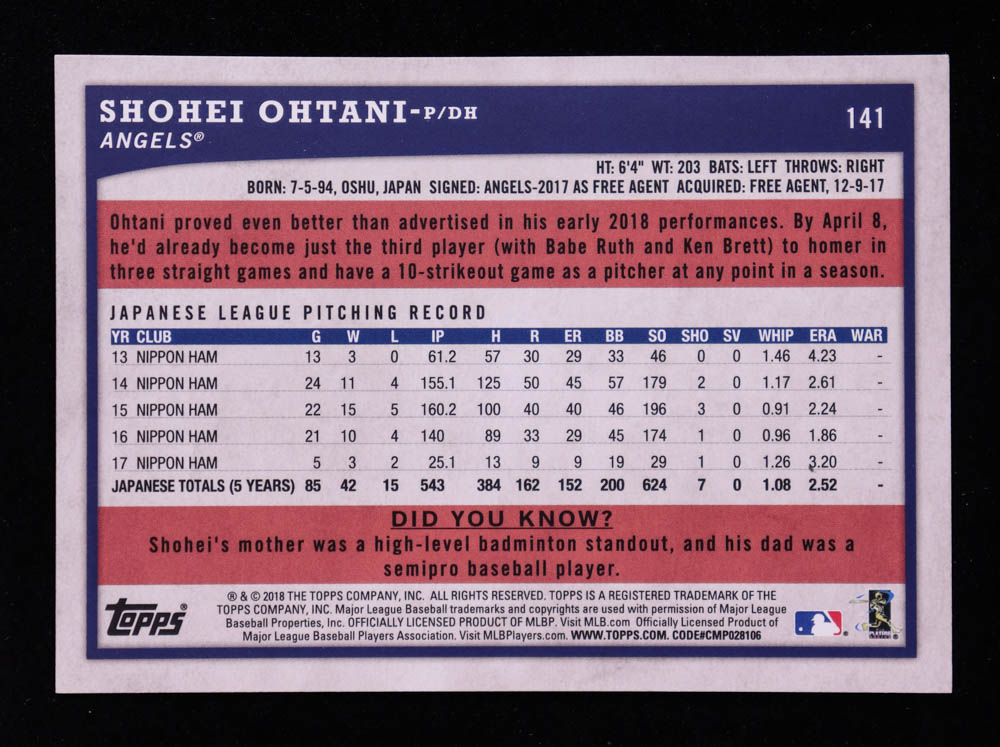 SHOHEI OHTANI-P/DH
141
ANGELS®
HT: 6'4" WT: 203 BATS: LEFT THROWS: RIGHT
BORN: 7-5-94, OSHU, JAPAN SIGNED: ANGELS-2017 AS FREE AGENT ACQUIRED: FREE AGENT, 12-9-17
Ohtani proved even better than advertised in his early 2018 performances. By April 8,
he'd already become just the third player (with Babe Ruth and Ken Brett) to homer in
three straight games and have a 10-strikeout game as a pitcher at any point in a season.
JAPANESE LEAGUE PITCHING RECORD
YR CLUB G W L IP H R ER BB SO SHO SV WHIP ERA WAR
13 NIPPON HAM 13 3 0 61.2 57 30 29 33 46 0 0 1.46 4.23 -
14 NIPPON HAM 24 11 4 155.1 125 50 45 57 179 2 0 1.17 2.61 -
15 NIPPON HAM 22 15 5 160.2 100 40 40 46 196 3 0 0.91 2.24 -
16 NIPPON HAM 21 10 4 140 89 33 29 45 174 1 0 0.96 1.86 -
17 NIPPON HAM 5 3 2 25.1 13 9 9 19 29 1 0 1.26 3.20 -
JAPANESE TOTALS (5 YEARS) 85 42 15 543 384 162 152 200 624 7 0 1.08 2.52 -
DID YOU KNOW?
Shohei's mother was a high-level badminton standout, and his dad was a
semipro baseball player.
Topps®
® & © 2018 THE TOPPS COMPANY, INC. ALL RIGHTS RESERVED. TOPPS IS A REGISTERED TRADEMARK OF THE
TOPPS COMPANY, INC. Major League Baseball trademarks and copyrights are used with permission of Major League
Baseball Properties, Inc. OFFICIALLY LICENSED PRODUCT OF MLBP. Visit MLB.com Officially Licensed Product of
Major League Baseball Players Association. Visit MLBPlayers.com. WWW.TOPPS.COM. CODE#CMP028106